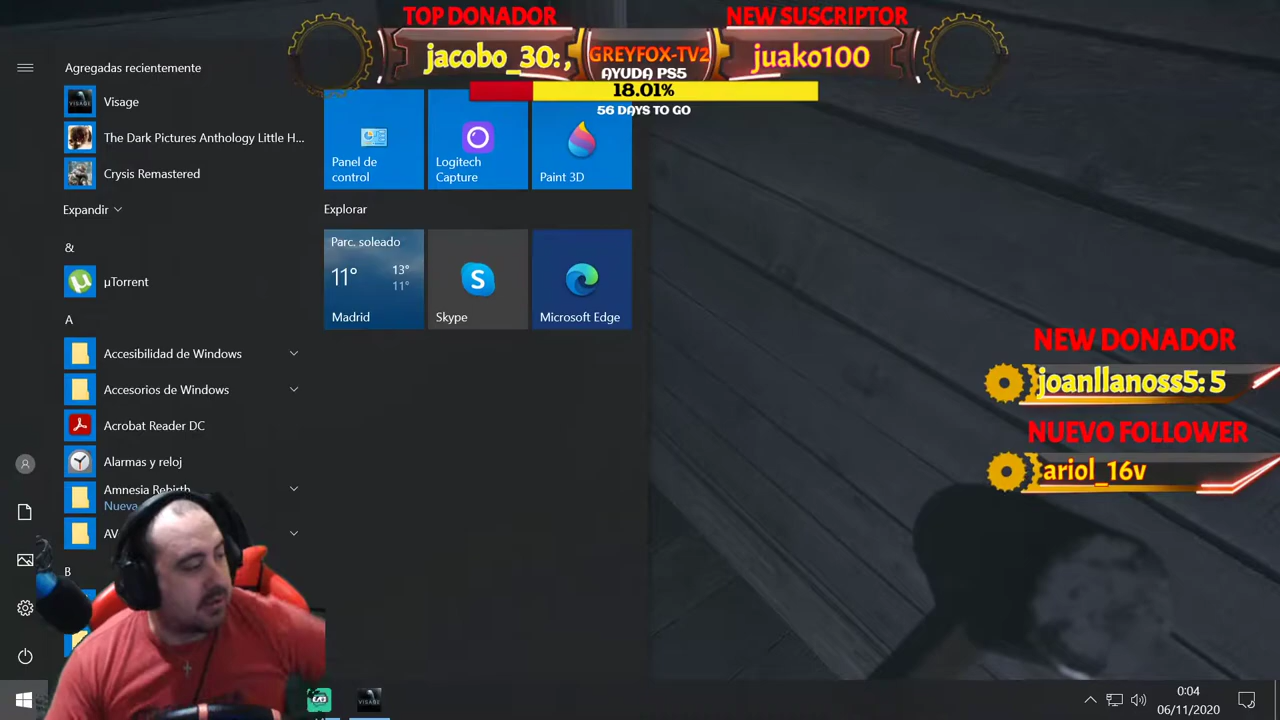 TOP DONADOR
NEW SUSCRIPTOR
jacobo_30:,
GREYFOX-TV2
juako100
AYUDA PS5
18.01%
56 DAYS TO GO
Agregadas recientemente
Visage
The Dark Pictures Anthology Little H...
Crysis Remastered
Expandir
&
µTorrent
A
Accesibilidad de Windows
Accesorios de Windows
Acrobat Reader DC
Alarmas y reloj
Amnesia Rebirth
Nueva
AV
B
Panel de
control
Logitech
Capture
Paint 3D
Explorar
Parc. soleado
11°
13°
11°
Madrid
Skype
Microsoft Edge
NEW DONADOR
joanllanoss5: 5
NUEVO FOLLOWER
ariol_16v
VISAGE
0:04
06/11/2020